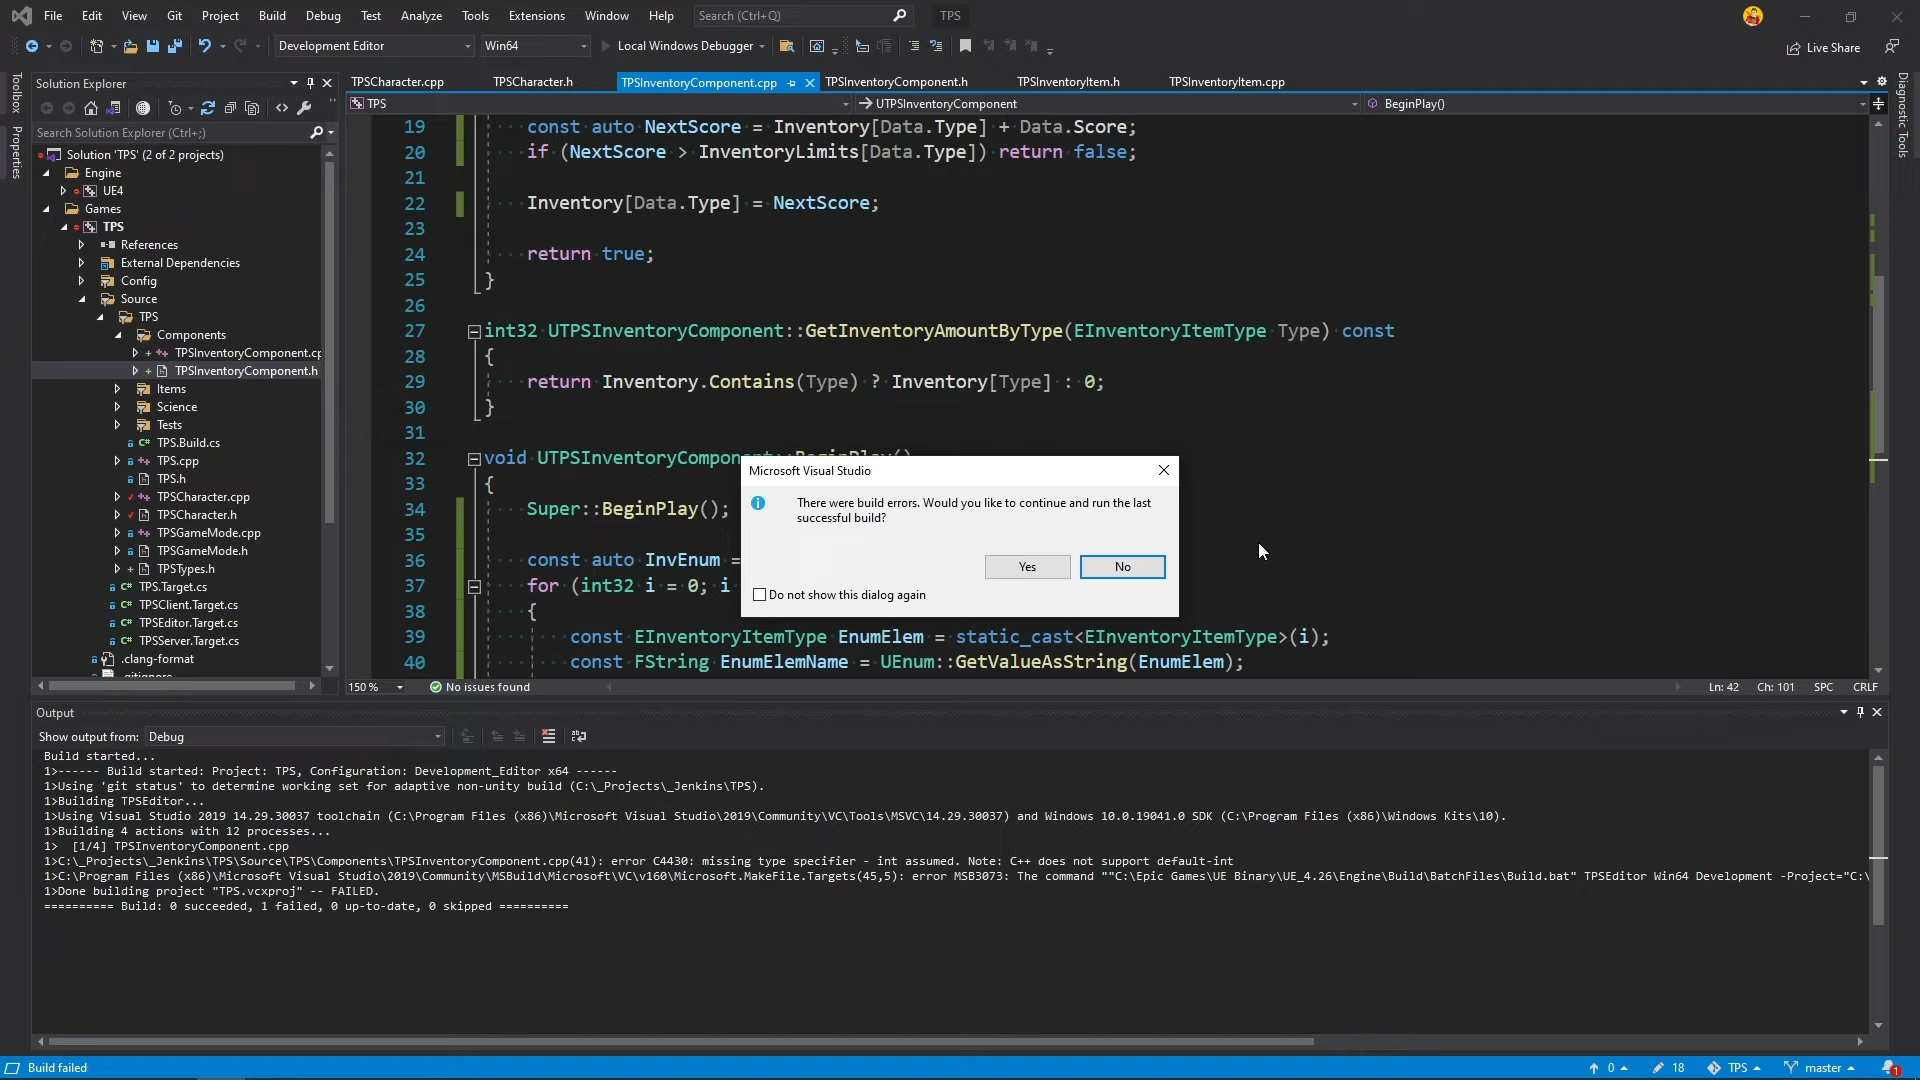 File Edit View Git Project Build Debug Test Analyze Tools Extensions Window Help Search (Ctrl+Q) TPS
Development Editor Win64 Local Windows Debugger Live Share
Toolbox
Properties
Diagnostic Tools
Solution Explorer
Search Solution Explorer (Ctrl+;)
Solution 'TPS' (2 of 2 projects)
Engine
UE4
Games
TPS
References
External Dependencies
Config
Source
TPS
Components
TPSInventoryComponent.cp
TPSInventoryComponent.h
Items
Science
Tests
TPS.Build.cs
TPS.cpp
TPS.h
TPSCharacter.cpp
TPSCharacter.h
TPSGameMode.cpp
TPSGameMode.h
TPSTypes.h
TPS.Target.cs
TPSClient.Target.cs
TPSEditor.Target.cs
TPSServer.Target.cs
.clang-format
.gitignore
TPSCharacter.cpp TPSCharacter.h TPSInventoryComponent.cpp TPSInventoryComponent.h TPSInventoryItem.h TPSInventoryItem.cpp
TPS UTPSInventoryComponent BeginPlay()
19 const auto NextScore = Inventory[Data.Type] + Data.Score;
20 if (NextScore > InventoryLimits[Data.Type]) return false;
21
22 Inventory[Data.Type] = NextScore;
23
24 return true;
25 }
26
27 int32 UTPSInventoryComponent::GetInventoryAmountByType(EInventoryItemType Type) const
28 {
29 return Inventory.Contains(Type) ? Inventory[Type] : 0;
30 }
31
32 void UTPSInventoryComponent::BeginPlay()
33 {
34 Super::BeginPlay();
35
36 const auto InvEnum =
37 for (int32 i = 0; i
38 {
39 const EInventoryItemType EnumElem = static_cast<EInventoryItemType>(i);
40 const FString EnumElemName = UEnum::GetValueAsString(EnumElem);
Microsoft Visual Studio
There were build errors. Would you like to continue and run the last
successful build?
Yes No
Do not show this dialog again
150 % No issues found Ln: 42 Ch: 101 SPC CRLF
Output
Show output from: Debug
Build started...
1>------ Build started: Project: TPS, Configuration: Development_Editor x64 ------
1>Using 'git status' to determine working set for adaptive non-unity build (C:\_Projects\_Jenkins\TPS).
1>Building TPSEditor...
1>Using Visual Studio 2019 14.29.30037 toolchain (C:\Program Files (x86)\Microsoft Visual Studio\2019\Community\VC\Tools\MSVC\14.29.30037) and Windows 10.0.19041.0 SDK (C:\Program Files (x86)\Windows Kits\10).
1>Building 4 actions with 12 processes...
1> [1/4] TPSInventoryComponent.cpp
1>C:\_Projects\_Jenkins\TPS\Source\TPS\Components\TPSInventoryComponent.cpp(41): error C4430: missing type specifier - int assumed. Note: C++ does not support default-int
1>C:\Program Files (x86)\Microsoft Visual Studio\2019\Community\MSBuild\Microsoft\VC\v160\Microsoft.MakeFile.Targets(45,5): error MSB3073: The command ""C:\Epic Games\UE Binary\UE_4.26\Engine\Build\BatchFiles\Build.bat" TPSEditor Win64 Development -Project="C:\
1>Done building project "TPS.vcxproj" -- FAILED.
========== Build: 0 succeeded, 1 failed, 0 up-to-date, 0 skipped ==========
Build failed 0 18 TPS master 1